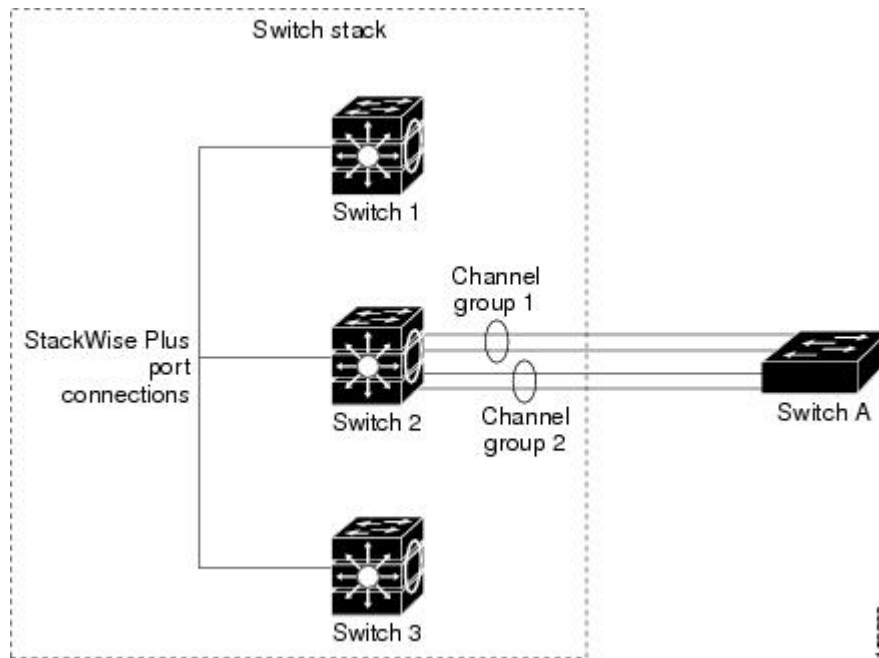 Switch stack
Switch 1
Channel
group 1
StackWise Plus
port
connections
Switch 2
Channel
group 2
Switch A
Switch 3